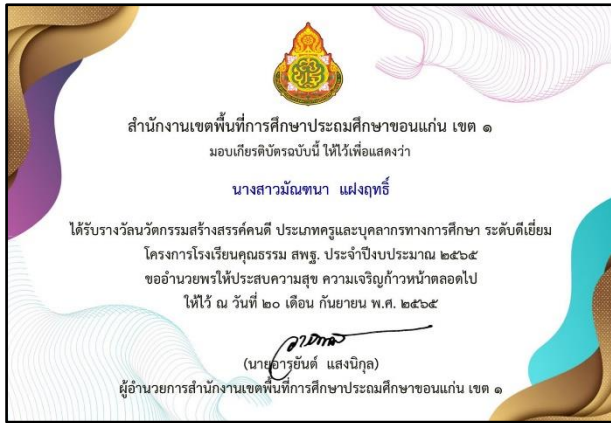 สำนักงานเขตพื้นที่การศึกษาประถมศึกษาขอนแก่น เขต ๑
มอบเกียรติบัตรฉบับนี้ ให้ไว้เพื่อแสดงว่า
นางสาวมัณฑนา แฝงฤทธิ์
ได้รับรางวัลนวัตกรรมสร้างสรรค์คนดี ประเภทครูและบุคลากรทางการศึกษา ระดับดีเยี่ยม
โครงการโรงเรียนคุณธรรม สพฐ. ประจำปีงบประมาณ ๒๕๖๕
ขออำนวยพรให้ประสบความสุข ความเจริญก้าวหน้าตลอดไป
ให้ไว้ ณ วันที่ ๒๐ เดือน กันยายน พ.ศ. ๒๕๖๕
(นายอารุยันต์ แสงนิกุล)
ผู้อำนวยการสำนักงานเขตพื้นที่การศึกษาประถมศึกษาขอนแก่น เขต ๑